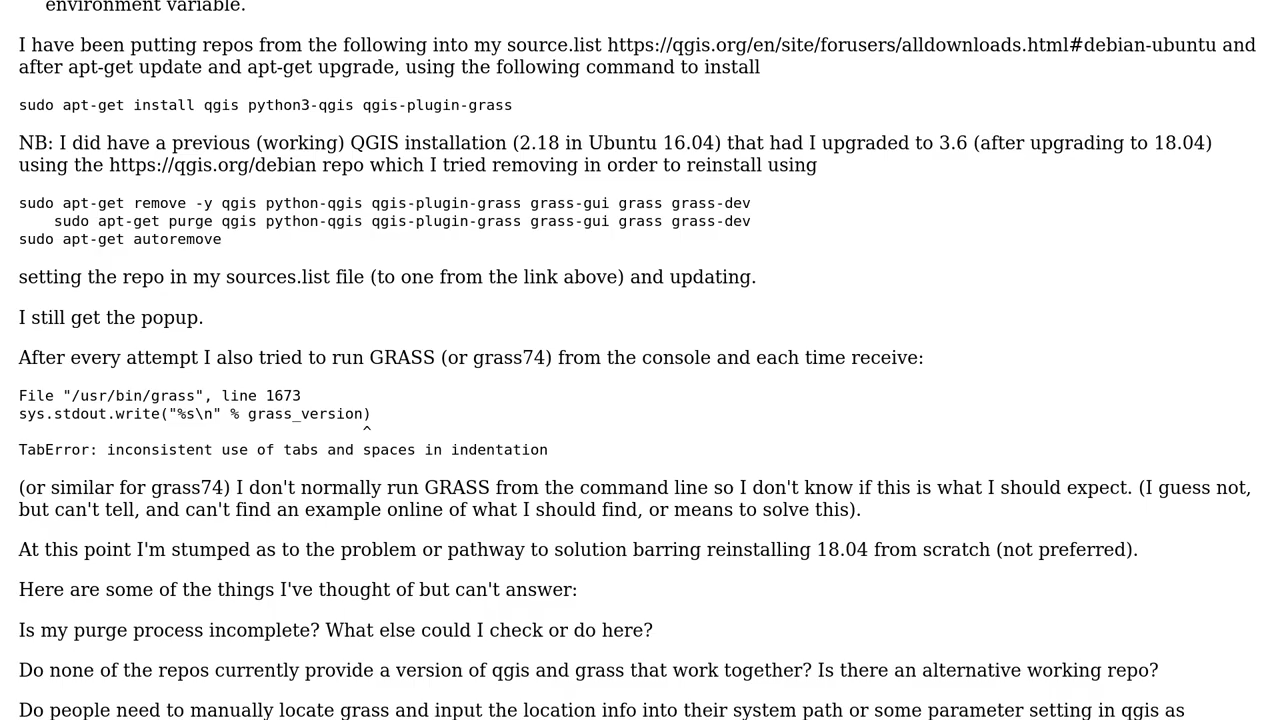 environment variable.
I have been putting repos from the following into my source.list https://qgis.org/en/site/forusers/alldownloads.html#debian-ubuntu and
after apt-get update and apt-get upgrade, using the following command to install
sudo apt-get install qgis python3-qgis qgis-plugin-grass
NB: I did have a previous (working) QGIS installation (2.18 in Ubuntu 16.04) that had I upgraded to 3.6 (after upgrading to 18.04)
using the https://qgis.org/debian repo which I tried removing in order to reinstall using
sudo apt-get remove -y qgis python-qgis qgis-plugin-grass grass-gui grass grass-dev
    sudo apt-get purge qgis python-qgis qgis-plugin-grass grass-gui grass grass-dev
sudo apt-get autoremove
setting the repo in my sources.list file (to one from the link above) and updating.
I still get the popup.
After every attempt I also tried to run GRASS (or grass74) from the console and each time receive:
File "/usr/bin/grass", line 1673
sys.stdout.write("%s\n" % grass_version)
                                       ^
TabError: inconsistent use of tabs and spaces in indentation
(or similar for grass74) I don't normally run GRASS from the command line so I don't know if this is what I should expect. (I guess not,
but can't tell, and can't find an example online of what I should find, or means to solve this).
At this point I'm stumped as to the problem or pathway to solution barring reinstalling 18.04 from scratch (not preferred).
Here are some of the things I've thought of but can't answer:
Is my purge process incomplete? What else could I check or do here?
Do none of the repos currently provide a version of qgis and grass that work together? Is there an alternative working repo?
Do people need to manually locate grass and input the location info into their system path or some parameter setting in qgis as